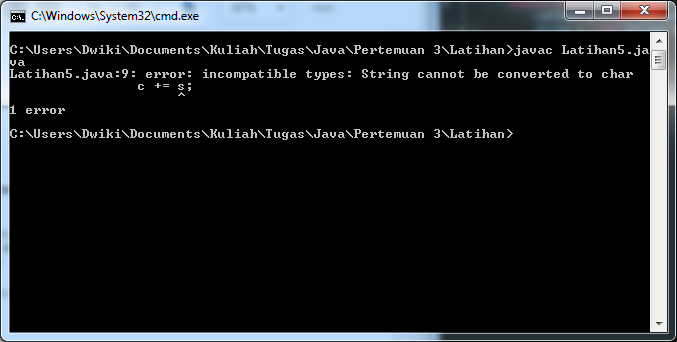 C:\Windows\System32\cmd.exe
C:\Users\Dwiki\Documents\Kuliah\Tugas\Java\Pertemuan 3\Latihan>javac Latihan5.ja
va
Latihan5.java:9: error: incompatible types: String cannot be converted to char
c += s;
^
1 error
C:\Users\Dwiki\Documents\Kuliah\Tugas\Java\Pertemuan 3\Latihan>